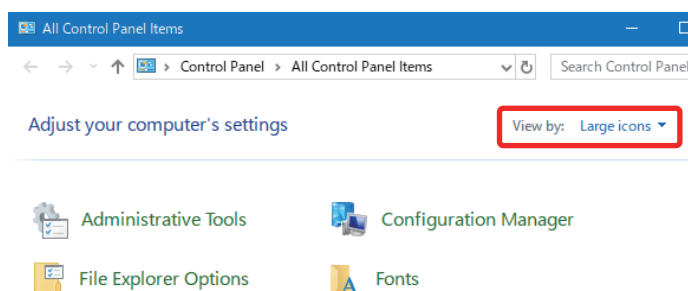 All Control Panel Items
Control Panel > All Control Panel Items
Search Control Panel
Adjust your computer's settings
View by: Large icons
Administrative Tools
Configuration Manager
File Explorer Options
Fonts